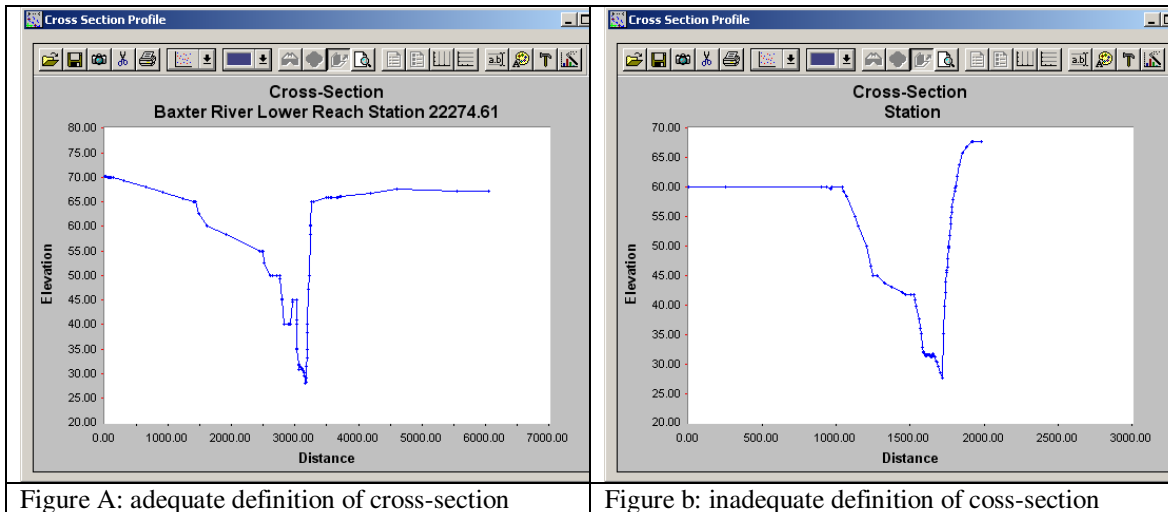 Cross Section Profile
a.b
T
Cross-Section
Baxter River Lower Reach Station 22274.61
80.00
75.00
70.00
65.00
60.00
55.00
50.00
45.00
40.00
35.00
30.00
25.00
20.00
Elevation
0.00 1000.00 2000.00 3000.00 4000.00 5000.00 6000.00 7000.00
Distance
Figure A: adequate definition of cross-section
Cross Section Profile
a.b
T
Cross-Section
Station
70.00
65.00
60.00
55.00
50.00
45.00
40.00
35.00
30.00
25.00
20.00
Elevation
0.00 500.00 1000.00 1500.00 2000.00 2500.00 3000.00
Distance
Figure b: inadequate definition of coss-section